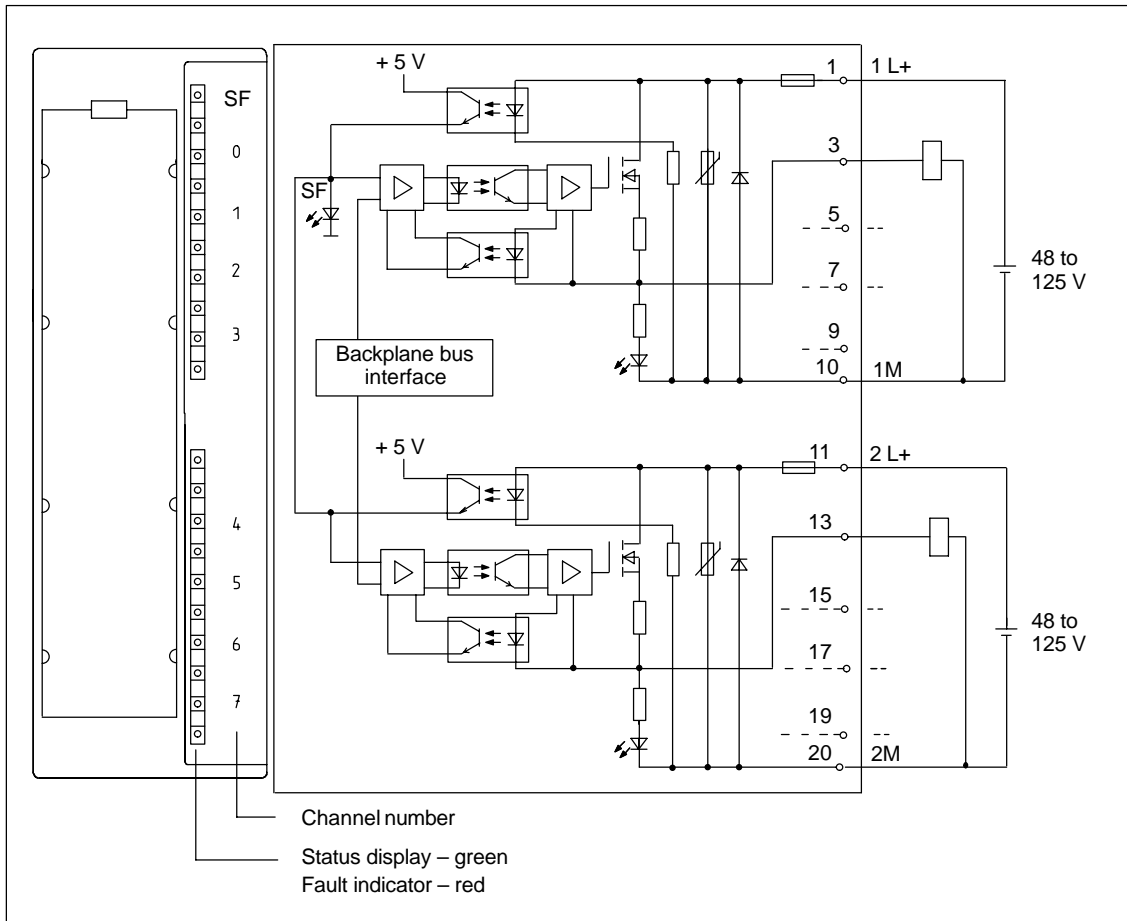 SF
0
1
2
3
4
5
6
7
+ 5 V
SF
Backplane bus
interface
1
1 L+
3
5
7
9
10
1M
48 to
125 V
+ 5 V
11
2 L+
13
15
17
19
20
2M
48 to
125 V
Channel number
Status display – green
Fault indicator – red